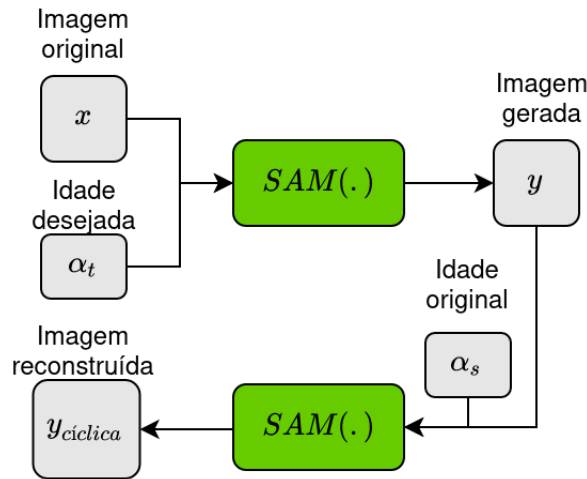 Imagem
original
x
Idade
desejada
α_t
SAM(.)
Imagem
gerada
y
Idade
original
α_s
SAM(.)
Imagem
reconstruída
y_cíclica